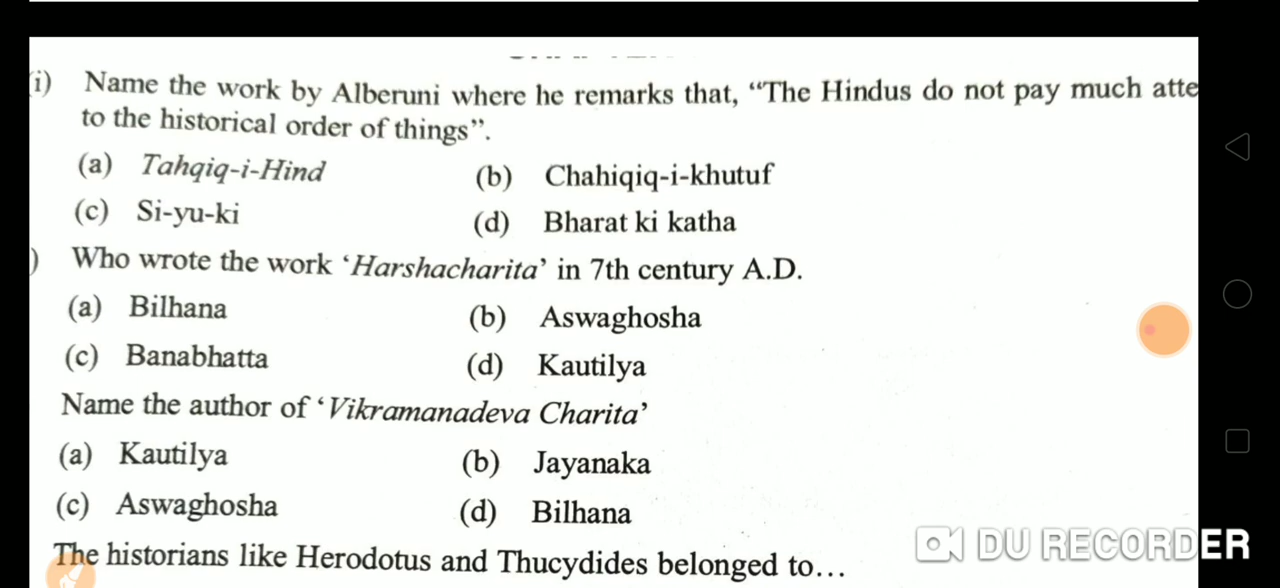 i) Name the work by Alberuni where he remarks that, “The Hindus do not pay much atte
to the historical order of things”.
(a) Tahqiq-i-Hind (b) Chahiqiq-i-khutuf
(c) Si-yu-ki (d) Bharat ki katha
) Who wrote the work ‘Harshacharita’ in 7th century A.D.
(a) Bilhana (b) Aswaghosha
(c) Banabhatta (d) Kautilya
Name the author of ‘Vikramanadeva Charita’
(a) Kautilya (b) Jayanaka
(c) Aswaghosha (d) Bilhana
The historians like Herodotus and Thucydides belonged to...
DU RECORDER